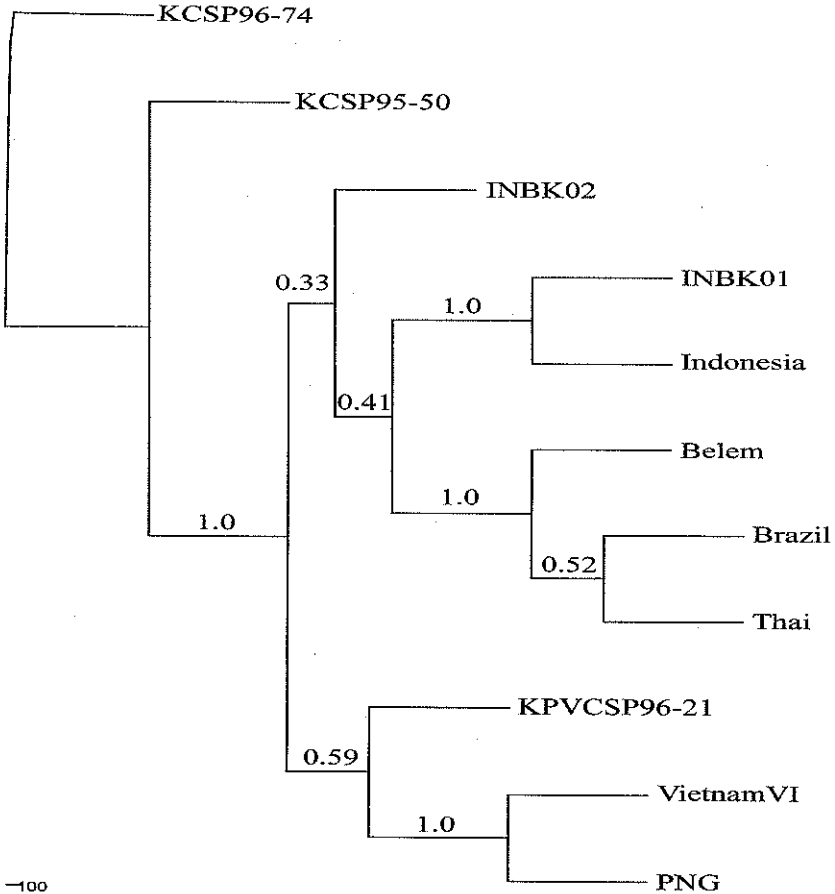 KCSP96-74
KCSP95-50
INBK02
INBK01
0.33
1.0
Indonesia
0.41
Belem
1.0
1.0
Brazil
0.52
Thai
KPVCSP96-21
0.59
VietnamVI
1.0
PNG
100